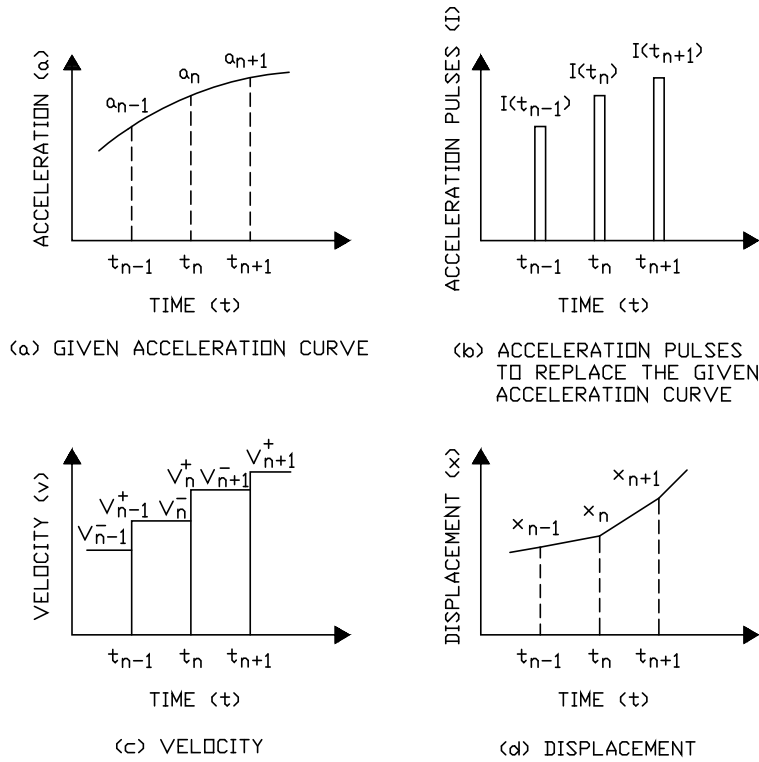 ACCELERATION (a)
a_{n-1}
a_n
a_{n+1}
t_{n-1} t_n t_{n+1}
TIME (t)
(a) GIVEN ACCELERATION CURVE
ACCELERATION PULSES (I)
I(t_{n-1})
I(t_n)
I(t_{n+1})
t_{n-1} t_n t_{n+1}
TIME (t)
(b) ACCELERATION PULSES
TO REPLACE THE GIVEN
ACCELERATION CURVE
VELOCITY (v)
V^-_{n-1}
V^+_{n-1}
V^-_n
V^+_n
V^-_{n+1}
V^+_{n+1}
t_{n-1} t_n t_{n+1}
TIME (t)
(c) VELOCITY
DISPLACEMENT (x)
x_{n-1}
x_n
x_{n+1}
t_{n-1} t_n t_{n+1}
TIME (t)
(d) DISPLACEMENT